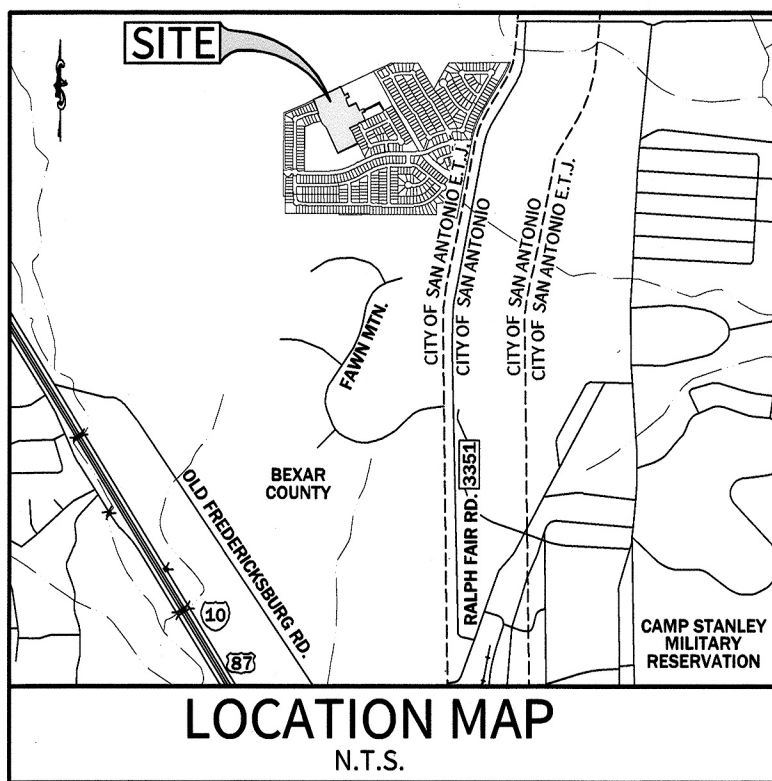 SITE
CITY OF SAN ANTONIO E.T.J.
CITY OF SAN ANTONIO
CITY OF SAN ANTONIO
CITY OF SAN ANTONIO E.T.J.
FAWN MTN.
BEXAR
COUNTY
OLD FREDERICKSBURG RD.
RALPH FAIR RD. 3351
10
87
CAMP STANLEY
MILITARY
RESERVATION
LOCATION MAP
N.T.S.